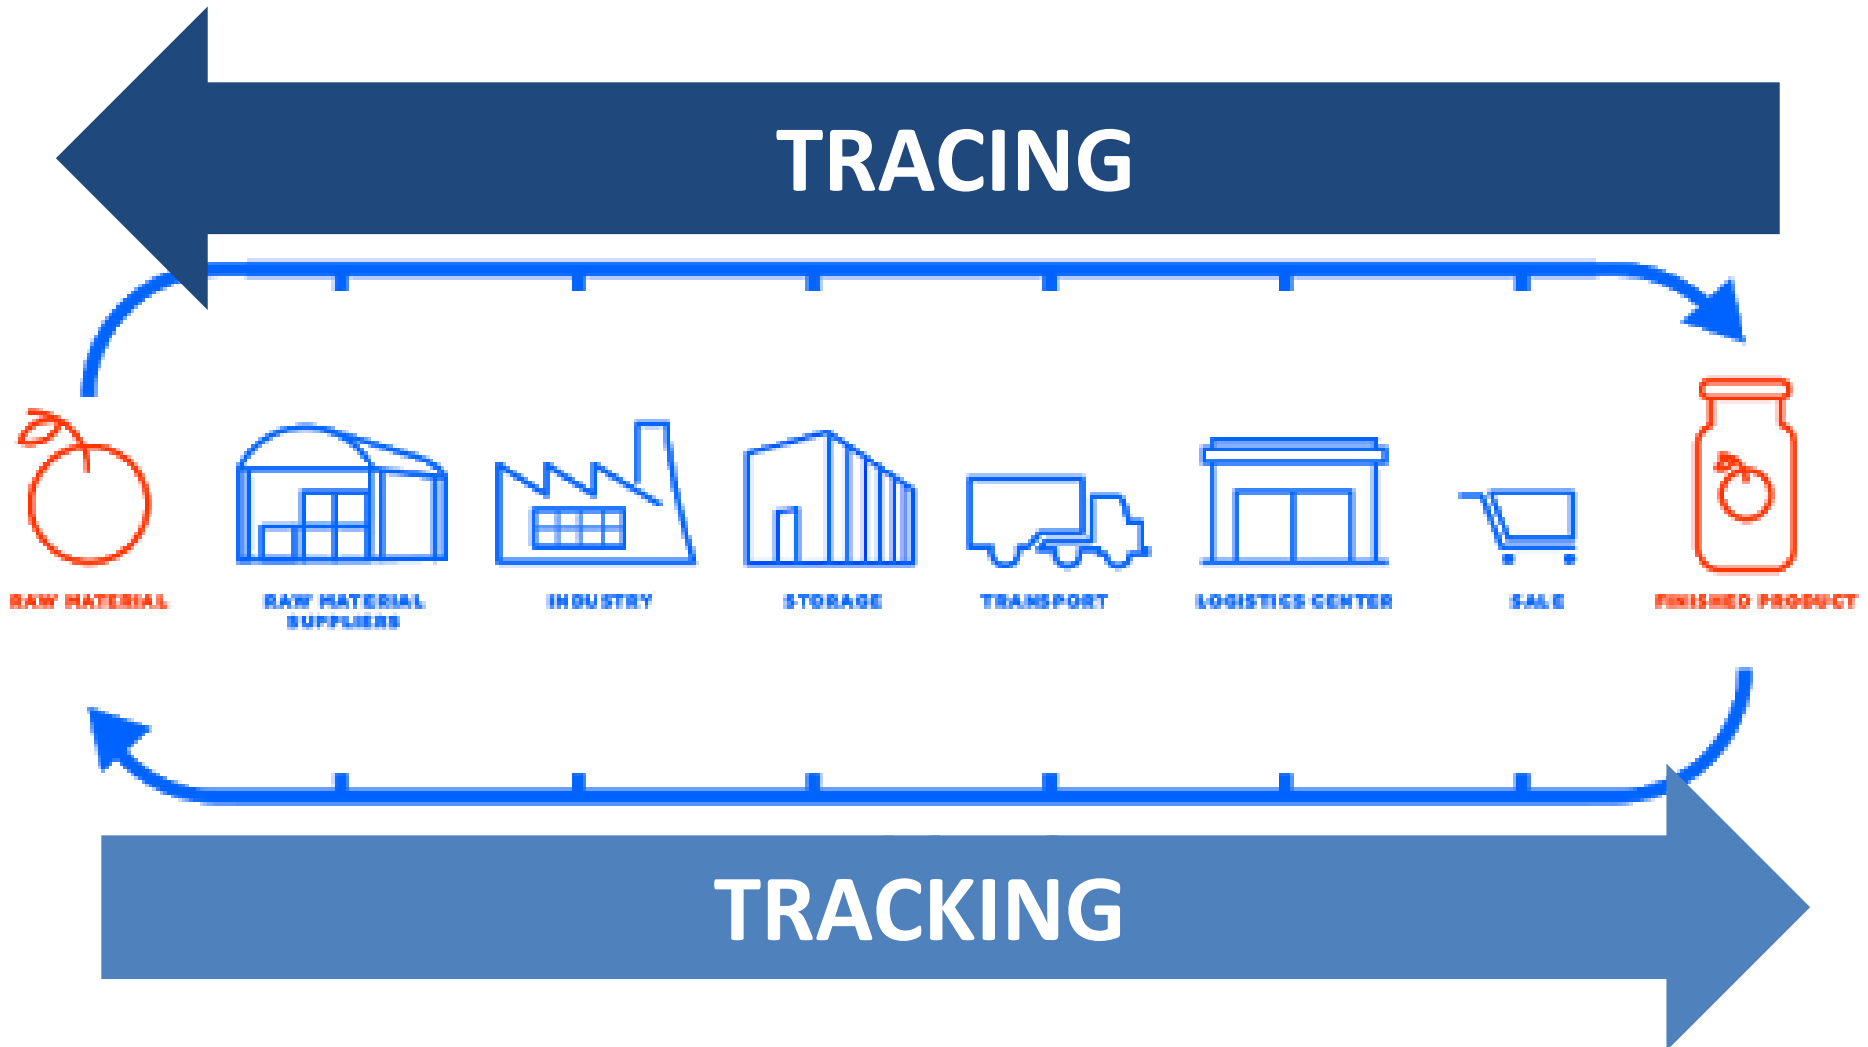 TRACING
RAW MATERIAL
RAW MATERIAL
SUPPLIERS
INDUSTRY
STORAGE
TRANSPORT
LOGISTICS CENTER
SALE
FINISHED PRODUCT
TRACKING